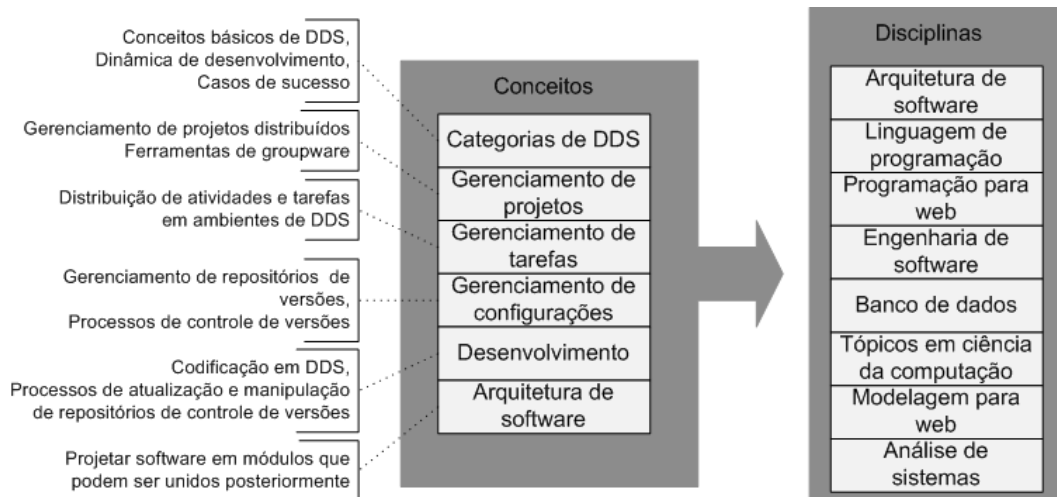 Conceitos básicos de DDS,
Dinâmica de desenvolvimento,
Casos de sucesso
Gerenciamento de projetos distribuídos
Ferramentas de groupware
Distribuição de atividades e tarefas
em ambientes de DDS
Gerenciamento de repositórios de
versões,
Processos de controle de versões
Codificação em DDS,
Processos de atualização e manipulação
de repositórios de controle de versões
Projetar software em módulos que
podem ser unidos posteriormente
Conceitos
Categorias de DDS
Gerenciamento de
projetos
Gerenciamento de
tarefas
Gerenciamento de
configurações
Desenvolvimento
Arquitetura de
software
Disciplinas
Arquitetura de
software
Linguagem de
programação
Programação para
web
Engenharia de
software
Banco de dados
Tópicos em ciência
da computação
Modelagem para
web
Análise de
sistemas